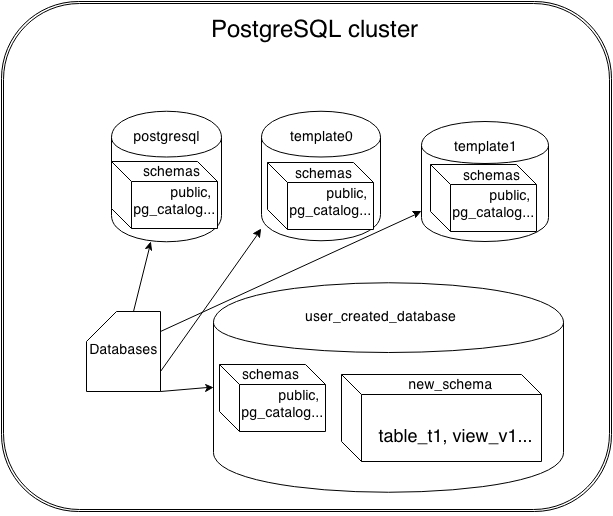 PostgreSQL cluster
postgresql
schemas
public,
pg_catalog...
template0
schemas
public,
pg_catalog...
template1
schemas
public,
pg_catalog...
Databases
user_created_database
schemas
public,
pg_catalog...
new_schema
table_t1, view_v1...